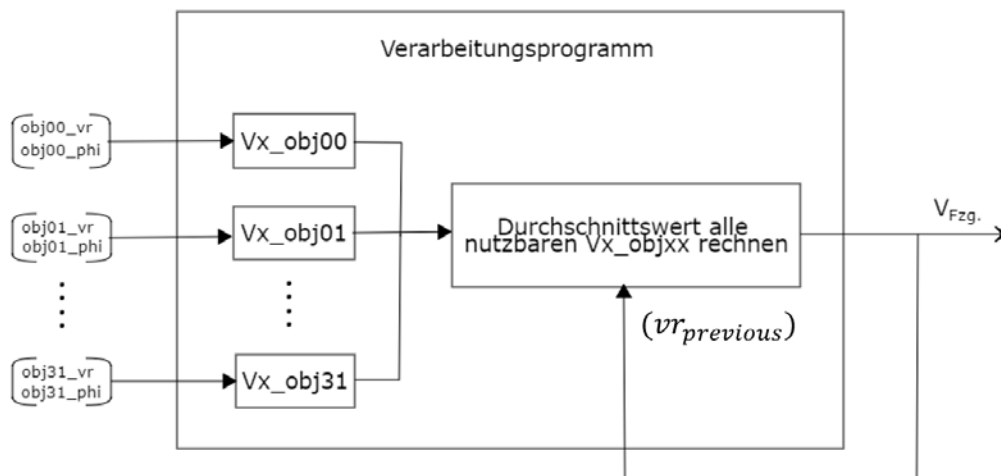 Verarbeitungsprogramm
obj00_vr
obj00_phi
Vx_obj00
obj01_vr
obj01_phi
Vx_obj01
Durchschnittswert alle
nutzbaren Vx_objxx rechnen
V_Fzg.
(vr_previous)
obj31_vr
obj31_phi
Vx_obj31